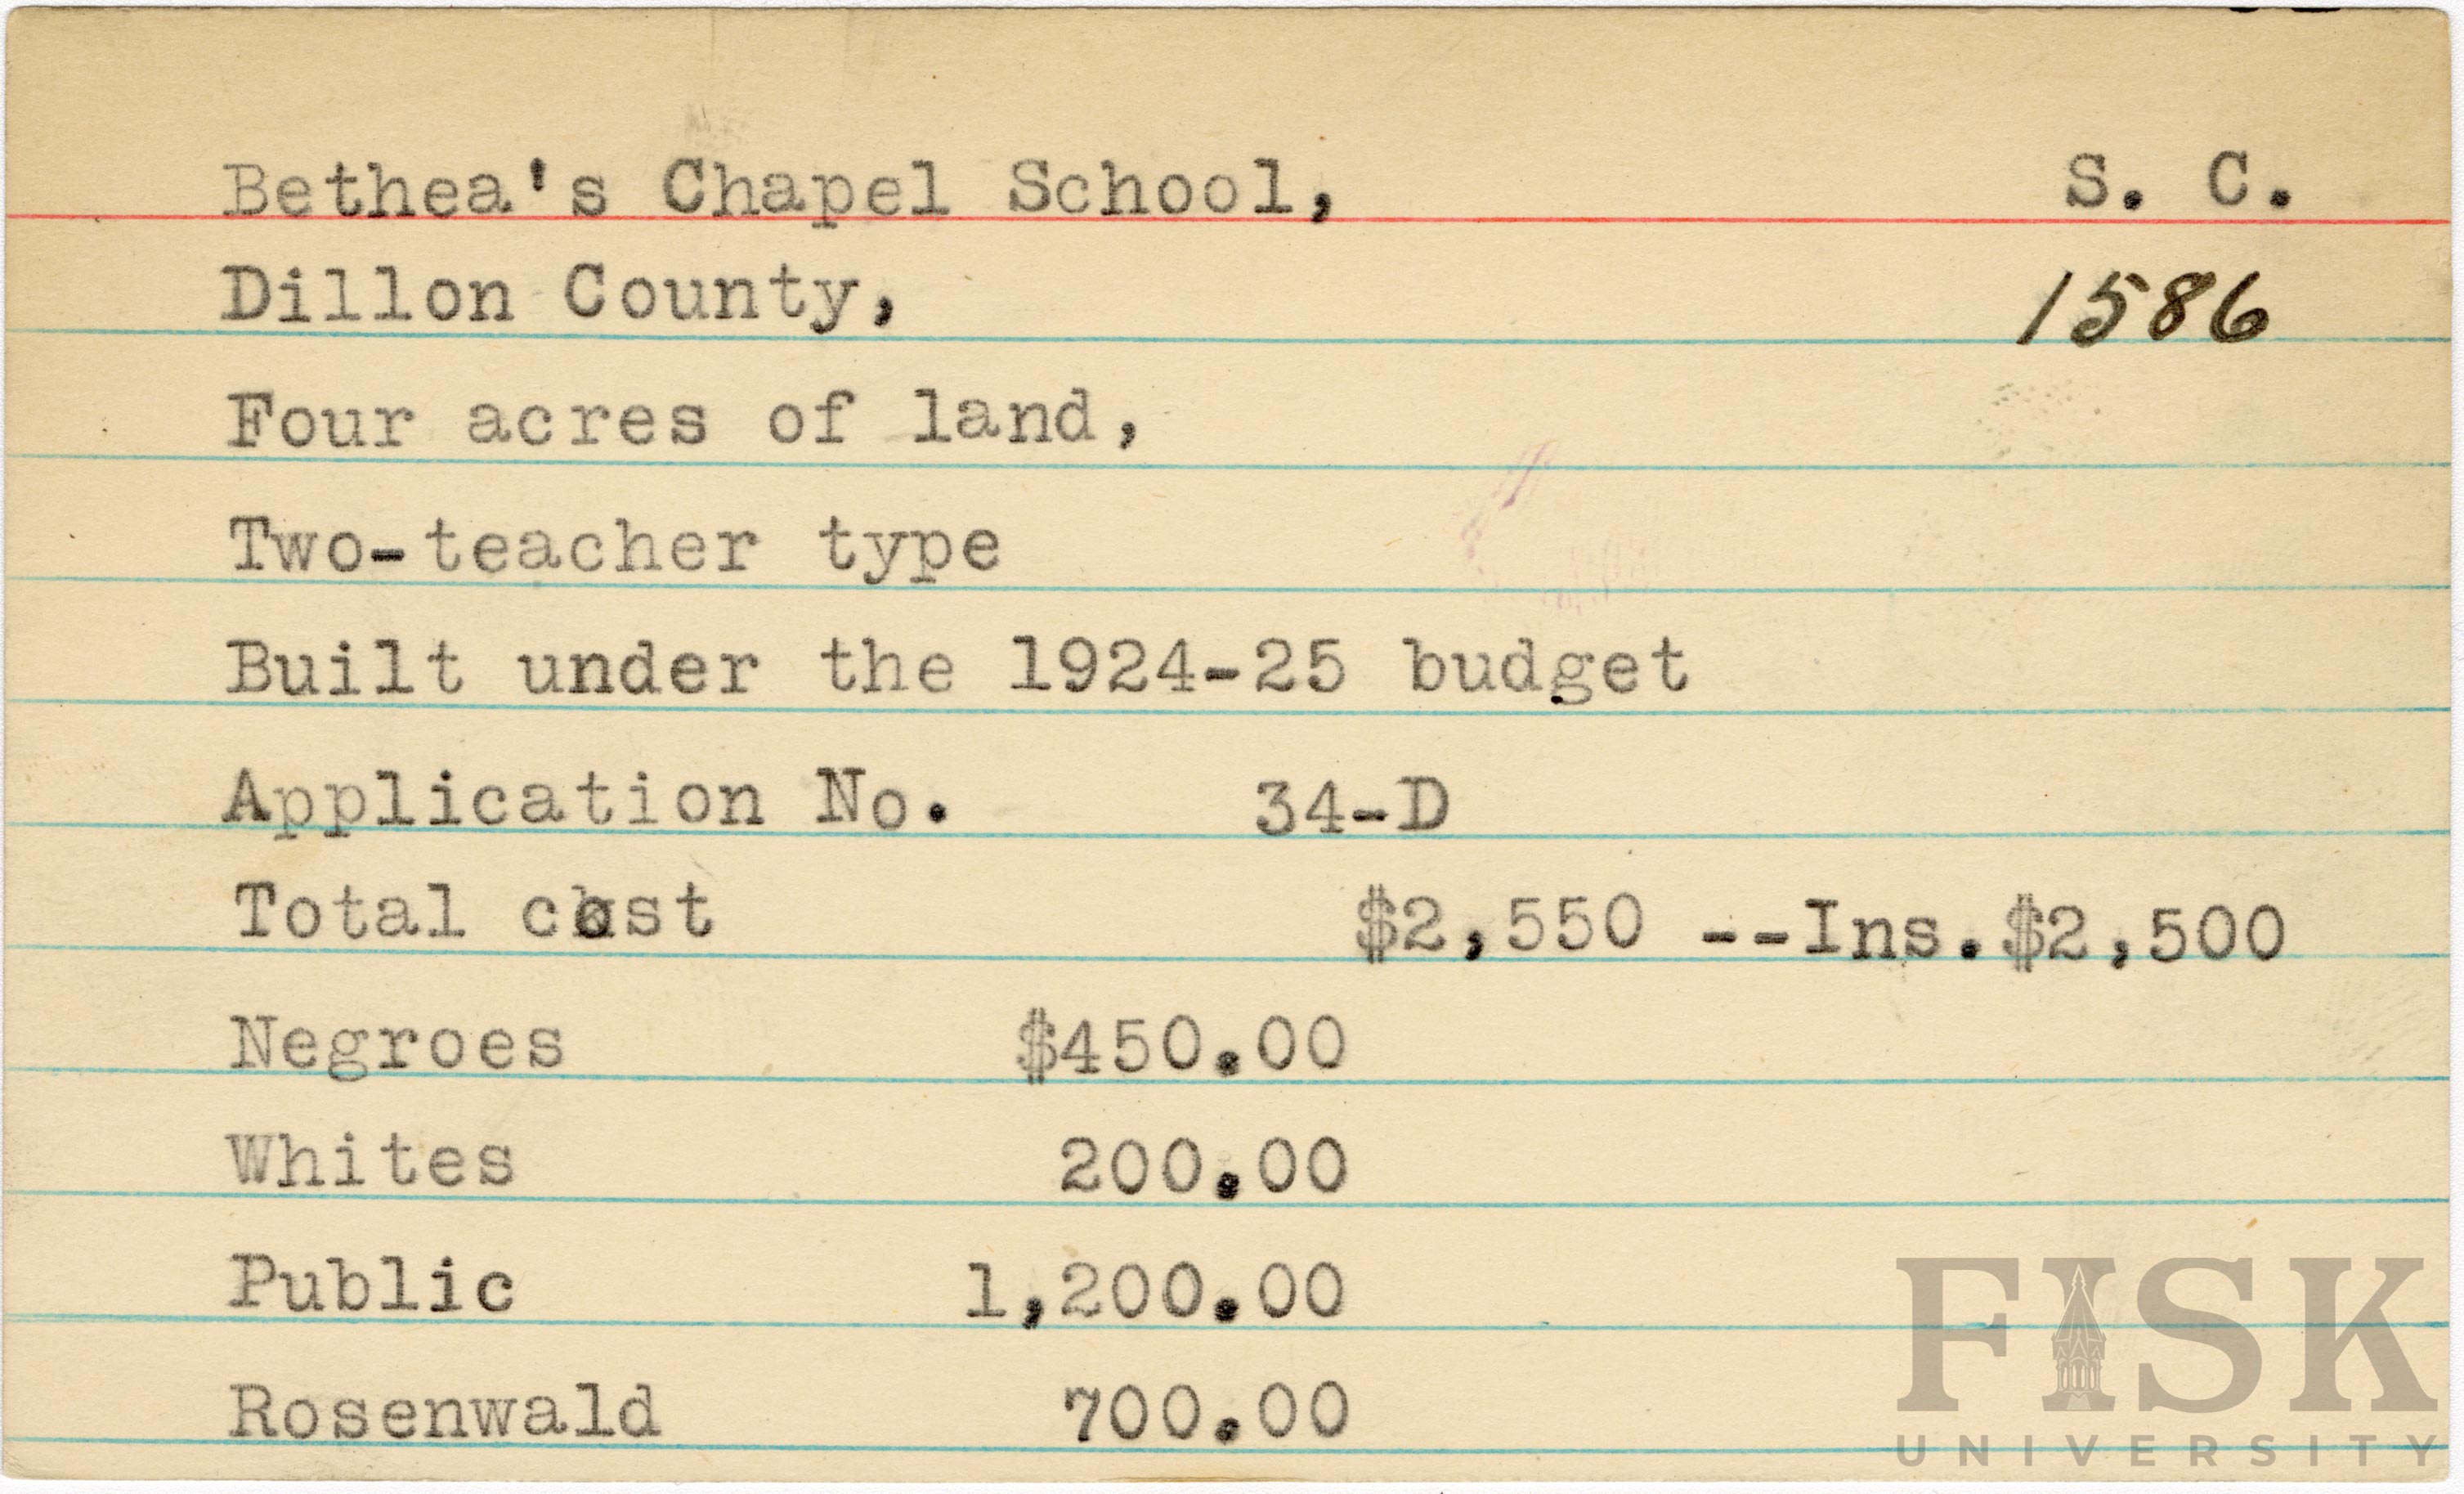 Bethea's Chapel School, S. C.
Dillon County, 1586
Four acres of land,
Two-teacher type
Built under the 1924-25 budget
Application No. 34-D
Total cost $2,550 --Ins.$2,500
Negroes $450.00
Whites 200.00
Public 1,200.00
Rosenwald 700.00
FISK
UNIVERSITY